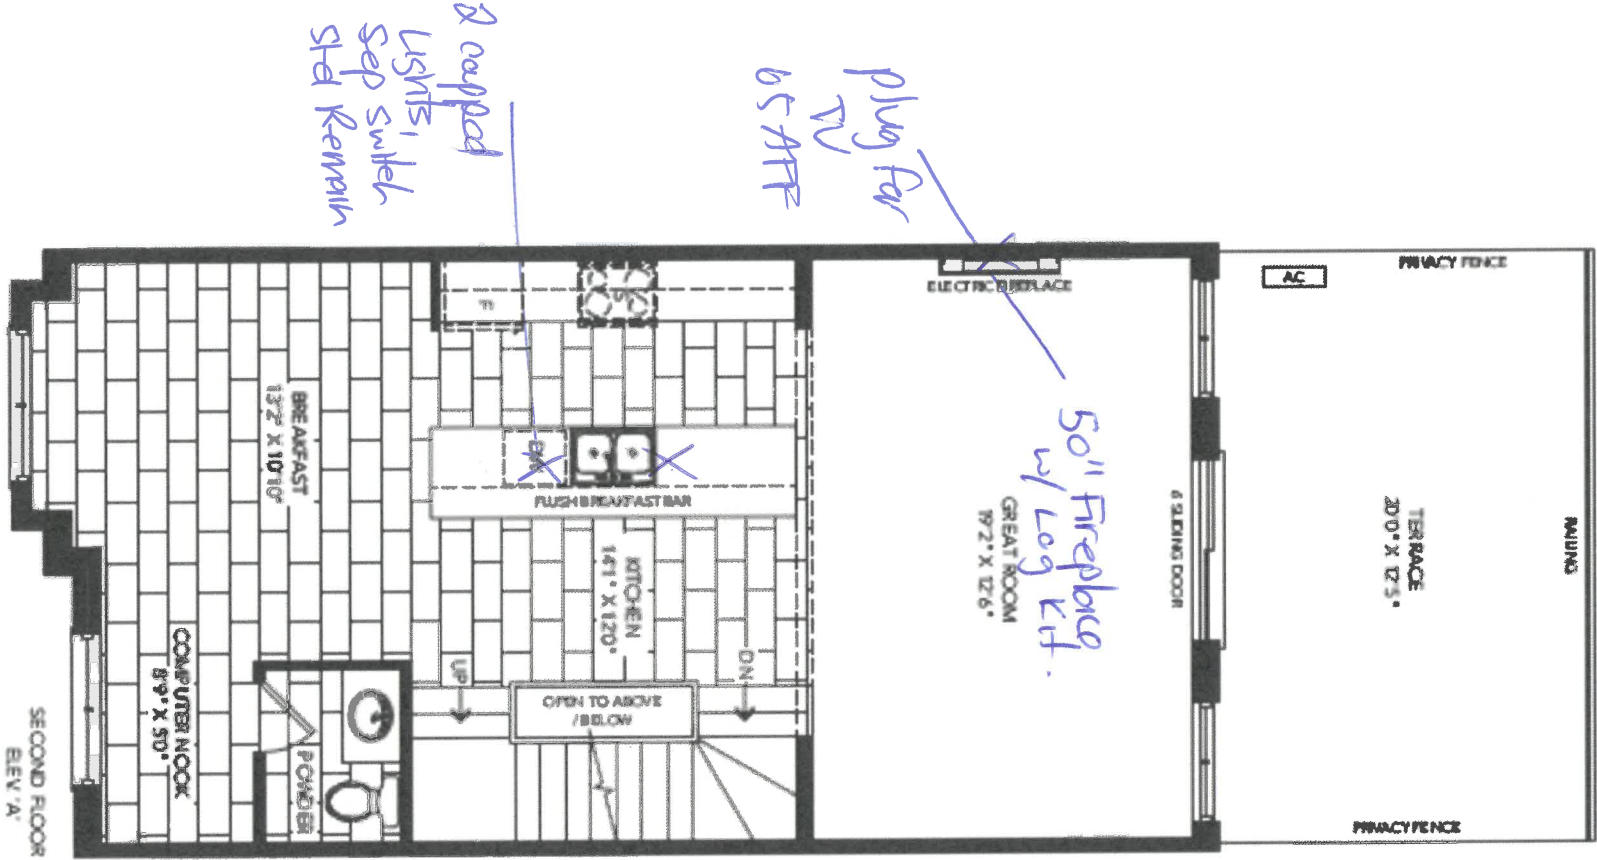 2 capped
Lights,
Sep Switch
Std Remain
plug for
TV
65 AFF
50" Fireplace
w/ Log Kit.
PRIVACY FENCE
AC
ELECTRIC FIREPLACE
F
S
DW
FLUSH BREAKFAST BAR
BREAKFAST
13'2" X 10'10"
KITCHEN
14'1" X 12'0"
GREAT ROOM
19'2" X 12'6"
6 SLIDING DOOR
TERRACE
20'0" X 12'5"
RAILING
UP
DN
OPEN TO ABOVE
/ BELOW
COMPUTER NOOK
8'9" X 5'0"
POWDER
PRIVACY FENCE
SECOND FLOOR
ELEV. 'A'